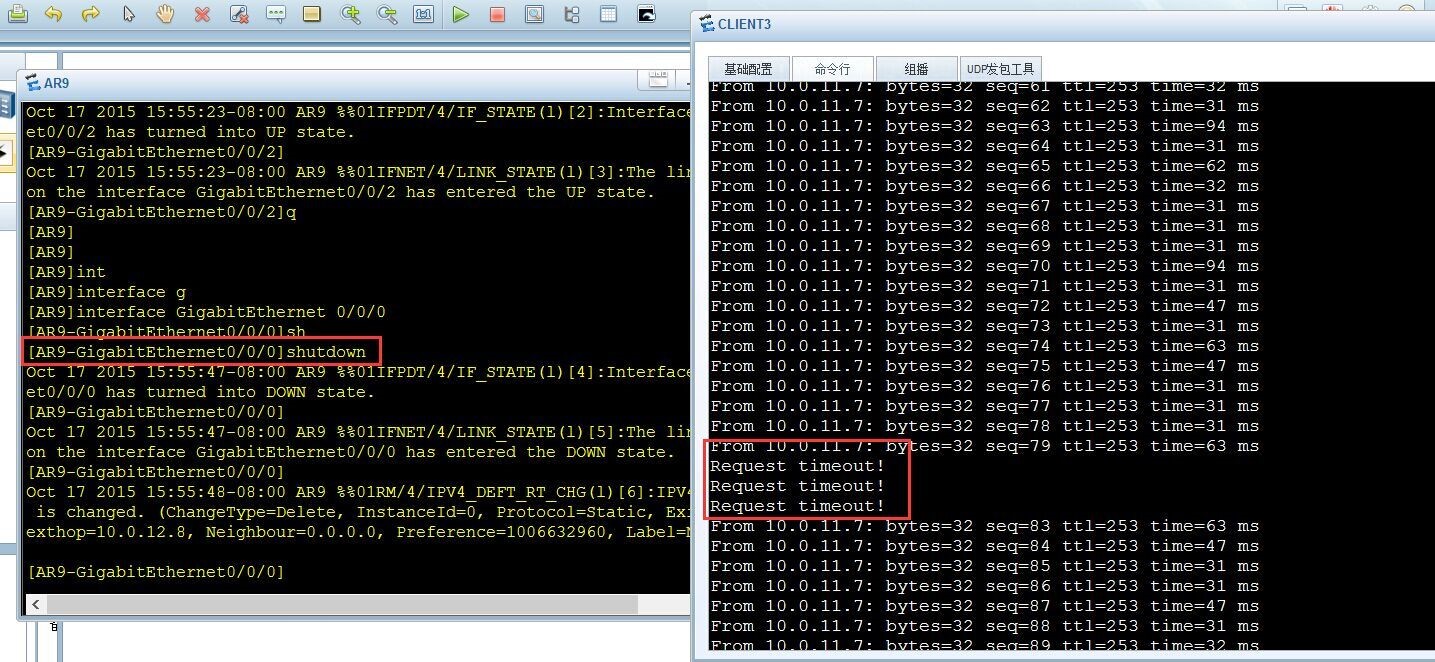 AR9
Oct 17 2015 15:55:23-08:00 AR9 %%01IFPDT/4/IF_STATE(l)[2]:Interface
et0/0/2 has turned into UP state.
[AR9-GigabitEthernet0/0/2]
Oct 17 2015 15:55:23-08:00 AR9 %%01IFNET/4/LINK_STATE(l)[3]:The lin
on the interface GigabitEthernet0/0/2 has entered the UP state.
[AR9-GigabitEthernet0/0/2]q
[AR9]
[AR9]
[AR9]int
[AR9]interface g
[AR9]interface GigabitEthernet 0/0/0
[AR9-GigabitEthernet0/0/0]sh
[AR9-GigabitEthernet0/0/0]shutdown
Oct 17 2015 15:55:47-08:00 AR9 %%01IFPDT/4/IF_STATE(l)[4]:Interface
et0/0/0 has turned into DOWN state.
[AR9-GigabitEthernet0/0/0]
Oct 17 2015 15:55:47-08:00 AR9 %%01IFNET/4/LINK_STATE(l)[5]:The lin
on the interface GigabitEthernet0/0/0 has entered the DOWN state.
[AR9-GigabitEthernet0/0/0]
Oct 17 2015 15:55:48-08:00 AR9 %%01RM/4/IPV4_DEFT_RT_CHG(l)[6]:IPV4
is changed. (ChangeType=Delete, InstanceId=0, Protocol=Static, Exi
exthop=10.0.12.8, Neighbour=0.0.0.0, Preference=1006632960, Label=N
[AR9-GigabitEthernet0/0/0]
CLIENT3
基础配置 命令行 组播 UDP发包工具
From 10.0.11.7: bytes=32 seq=61 ttl=253 time=32 ms
From 10.0.11.7: bytes=32 seq=62 ttl=253 time=31 ms
From 10.0.11.7: bytes=32 seq=63 ttl=253 time=94 ms
From 10.0.11.7: bytes=32 seq=64 ttl=253 time=31 ms
From 10.0.11.7: bytes=32 seq=65 ttl=253 time=62 ms
From 10.0.11.7: bytes=32 seq=66 ttl=253 time=32 ms
From 10.0.11.7: bytes=32 seq=67 ttl=253 time=31 ms
From 10.0.11.7: bytes=32 seq=68 ttl=253 time=31 ms
From 10.0.11.7: bytes=32 seq=69 ttl=253 time=31 ms
From 10.0.11.7: bytes=32 seq=70 ttl=253 time=94 ms
From 10.0.11.7: bytes=32 seq=71 ttl=253 time=31 ms
From 10.0.11.7: bytes=32 seq=72 ttl=253 time=47 ms
From 10.0.11.7: bytes=32 seq=73 ttl=253 time=31 ms
From 10.0.11.7: bytes=32 seq=74 ttl=253 time=63 ms
From 10.0.11.7: bytes=32 seq=75 ttl=253 time=47 ms
From 10.0.11.7: bytes=32 seq=76 ttl=253 time=31 ms
From 10.0.11.7: bytes=32 seq=77 ttl=253 time=31 ms
From 10.0.11.7: bytes=32 seq=78 ttl=253 time=31 ms
From 10.0.11.7: bytes=32 seq=79 ttl=253 time=63 ms
Request timeout!
Request timeout!
Request timeout!
From 10.0.11.7: bytes=32 seq=83 ttl=253 time=63 ms
From 10.0.11.7: bytes=32 seq=84 ttl=253 time=47 ms
From 10.0.11.7: bytes=32 seq=85 ttl=253 time=31 ms
From 10.0.11.7: bytes=32 seq=86 ttl=253 time=31 ms
From 10.0.11.7: bytes=32 seq=87 ttl=253 time=47 ms
From 10.0.11.7: bytes=32 seq=88 ttl=253 time=31 ms
From 10.0.11.7: bytes=32 seq=89 ttl=253 time=32 ms